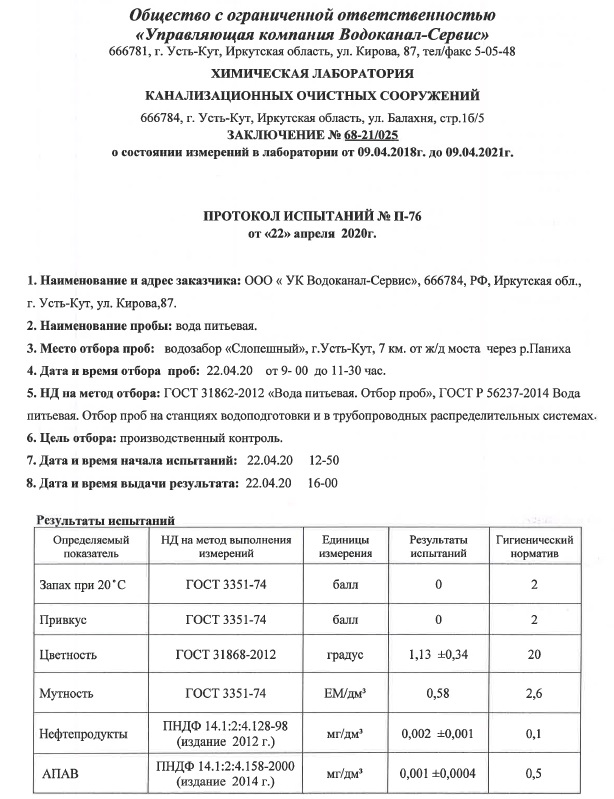 Общество с ограниченной ответственностью
«Управляющая компания Водоканал-Сервис»
666781, г. Усть-Кут, Иркутская область, ул. Кирова, 87, тел/факс 5-05-48
ХИМИЧЕСКАЯ ЛАБОРАТОРИЯ
КАНАЛИЗАЦИОННЫХ ОЧИСТНЫХ СООРУЖЕНИЙ
666784, г. Усть-Кут, Иркутская область, ул. Балахня, стр.1б/5
ЗАКЛЮЧЕНИЕ № 68-21/025
о состоянии измерений в лаборатории от 09.04.2018г. до 09.04.2021г.
ПРОТОКОЛ ИСПЫТАНИЙ № П-76
от «22» апреля 2020г.
1. Наименование и адрес заказчика: ООО « УК Водоканал-Сервис», 666784, РФ, Иркутская обл.,
г. Усть-Кут, ул. Кирова,87.
2. Наименование пробы: вода питьевая.
3. Место отбора проб: водозабор «Слопешный», г.Усть-Кут, 7 км. от ж/д моста через р.Паниха
4. Дата и время отбора проб: 22.04.20 от 9- 00 до 11-30 час.
5. НД на метод отбора: ГОСТ 31862-2012 «Вода питьевая. Отбор проб», ГОСТ Р 56237-2014 Вода
питьевая. Отбор проб на станциях водоподготовки и в трубопроводных распределительных системах.
6. Цель отбора: производственный контроль.
7. Дата и время начала испытаний: 22.04.20 12-50
8. Дата и время выдачи результата: 22.04.20 16-00
Результаты испытаний
Определяемый показатель НД на метод выполнения измерений Единицы измерения Результаты испытаний Гигиенический норматив
Запах при 20˚С ГОСТ 3351-74 балл 0 2
Привкус ГОСТ 3351-74 балл 0 2
Цветность ГОСТ 31868-2012 градус 1,13 ±0,34 20
Мутность ГОСТ 3351-74 ЕМ/дм³ 0,58 2,6
Нефтепродукты ПНДФ 14.1:2:4.128-98 (издание 2012 г.) мг/дм³ 0,002 ±0,001 0,1
АПАВ ПНДФ 14.1:2:4.158-2000 (издание 2014 г.) мг/дм³ 0,001 ±0,0004 0,5